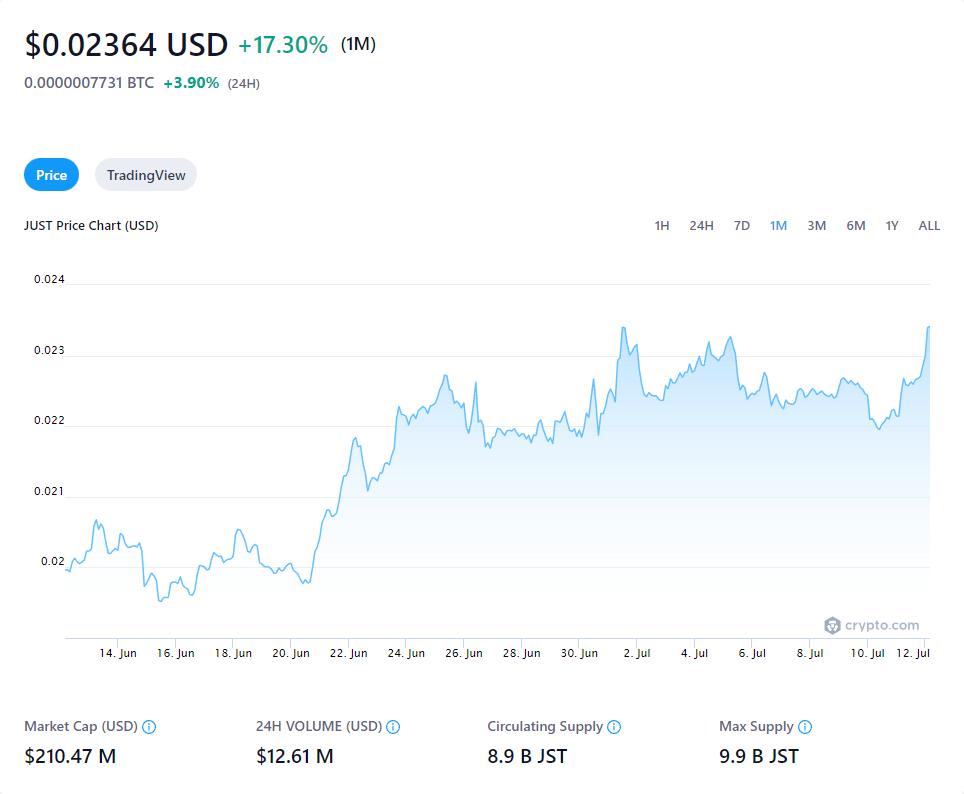 $0.02364 USD +17.30% (1M)
0.0000007731 BTC +3.90% (24H)
Price TradingView
JUST Price Chart (USD) 1H 24H 7D 1M 3M 6M 1Y ALL
0.024
0.023
0.022
0.021
0.02
crypto.com
14. Jun 16. Jun 18. Jun 20. Jun 22. Jun 24. Jun 26. Jun 28. Jun 30. Jun 2. Jul 4. Jul 6. Jul 8. Jul 10. Jul 12. Jul
Market Cap (USD) 24H VOLUME (USD) Circulating Supply Max Supply
$210.47 M $12.61 M 8.9 B JST 9.9 B JST